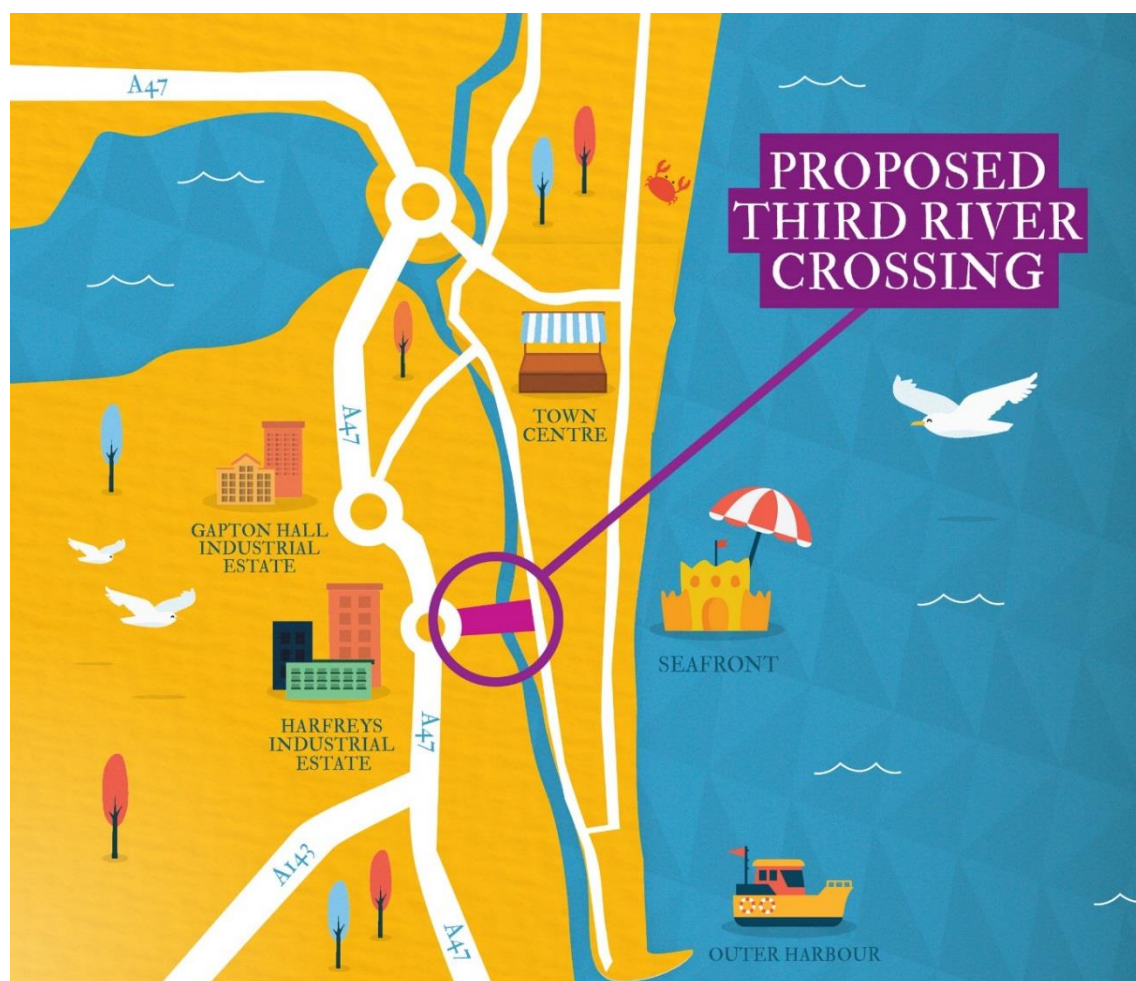 A47
PROPOSED
THIRD RIVER
CROSSING
A47
TOWN
CENTRE
GAPTON HALL
INDUSTRIAL
ESTATE
SEAFRONT
HARFREYS
INDUSTRIAL
ESTATE
A47
A143
A47
OUTER HARBOUR